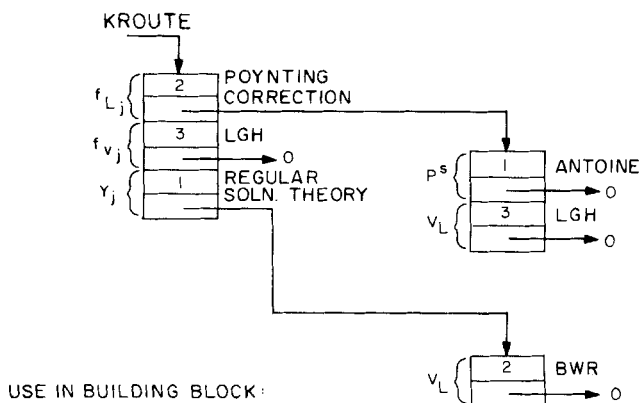 KROUTE
f_Lj { 2 POYNTING CORRECTION
f_vj { 3 LGH
0
γ_j { 1 REGULAR SOLN. THEORY
P^s { 1 ANTOINE
0
V_L { 3 LGH
0
V_L { 2 BWR
0
USE IN BUILDING BLOCK: